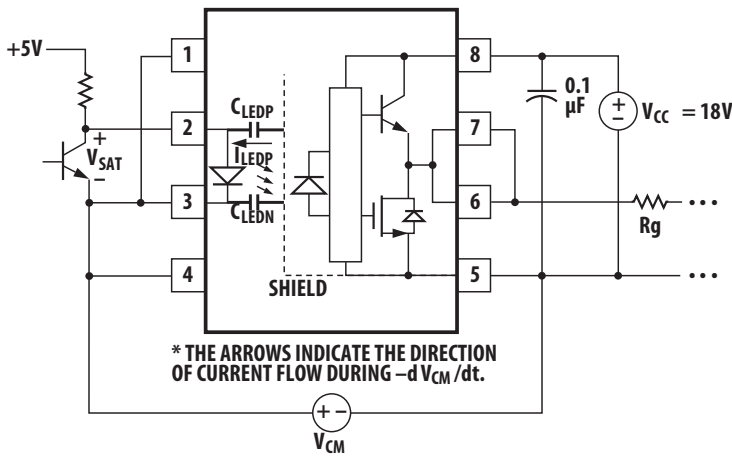 +5V
1
2
3
4
+
V_SAT
–
C_LEDP
I_LEDP
C_LEDN
SHIELD
8
7
6
5
0.1
µF
+
–
V_CC = 18V
Rg
•••
•••
* THE ARROWS INDICATE THE DIRECTION
OF CURRENT FLOW DURING –d V_CM /dt.
+ –
V_CM